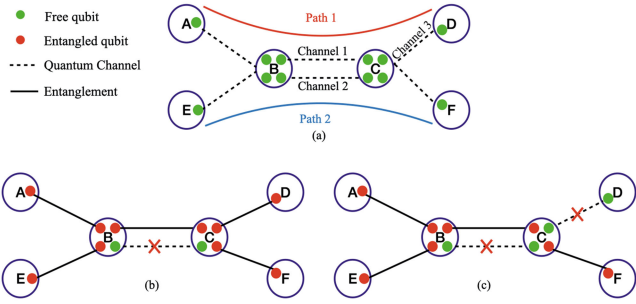 Free qubit
Entangled qubit
Quantum Channel
Entanglement
Path 1
A
D
Channel 1
Channel 3
B
C
Channel 2
E
F
Path 2
(a)
A
D
B
C
E
F
(b)
A
D
B
C
E
F
(c)